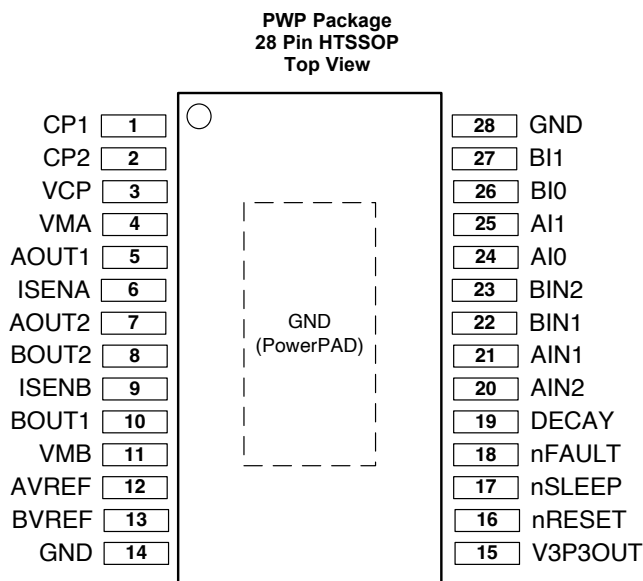 PWP Package
28 Pin HTSSOP
Top View
CP1 1 28 GND
CP2 2 27 BI1
VCP 3 26 BI0
VMA 4 25 AI1
AOUT1 5 24 AI0
ISENA 6 23 BIN2
AOUT2 7 22 BIN1
GND
(PowerPAD)
BOUT2 8 21 AIN1
ISENB 9 20 AIN2
BOUT1 10 19 DECAY
VMB 11 18 nFAULT
AVREF 12 17 nSLEEP
BVREF 13 16 nRESET
GND 14 15 V3P3OUT